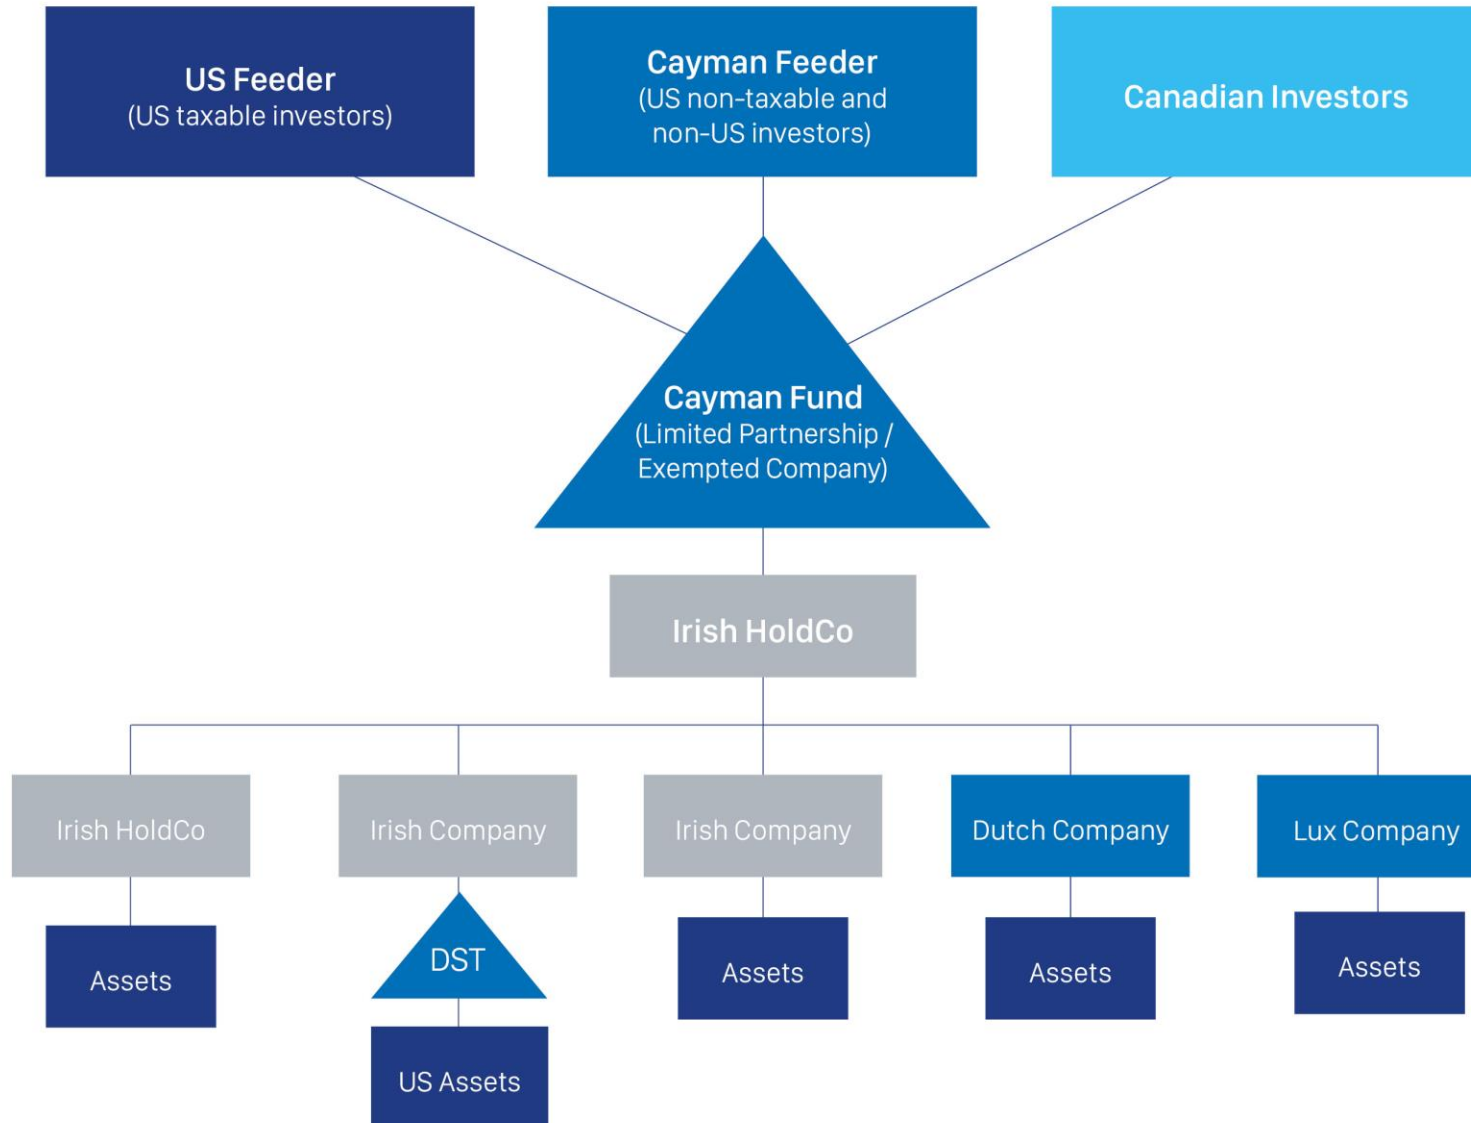 US Feeder
(US taxable investors)
Cayman Feeder
(US non-taxable and
non-US investors)
Canadian Investors
Cayman Fund
(Limited Partnership /
Exempted Company)
Irish HoldCo
Irish HoldCo
Irish Company
Irish Company
Dutch Company
Lux Company
Assets
DST
US Assets
Assets
Assets
Assets